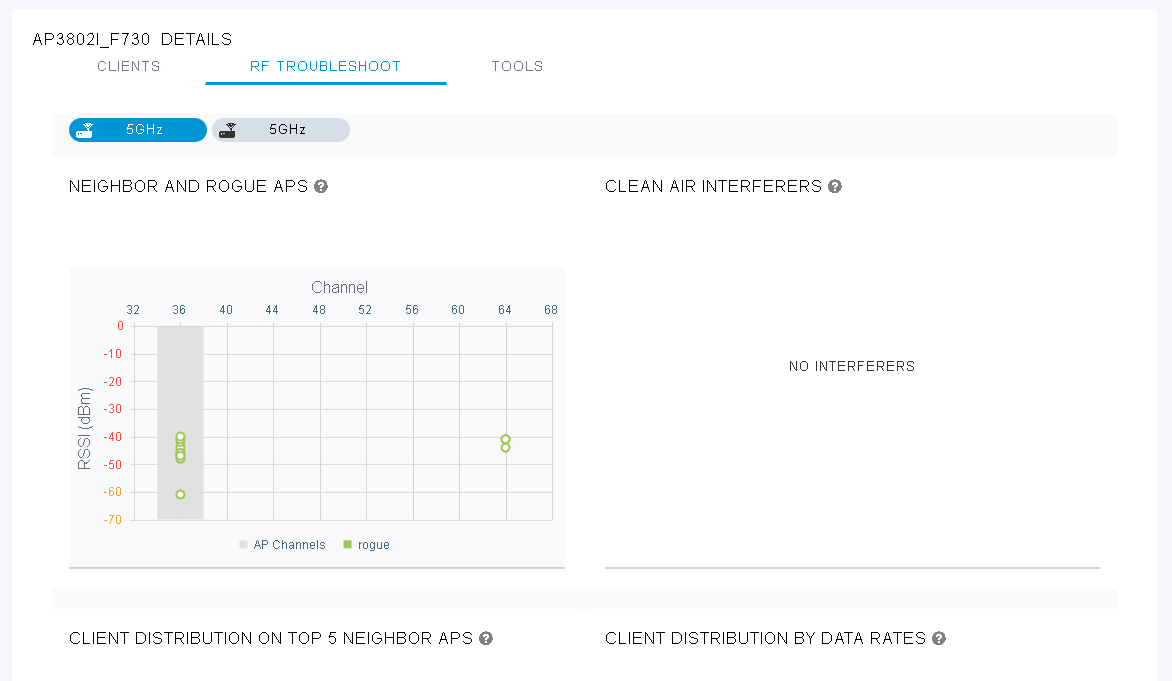 AP3802I_F730 DETAILS
CLIENTS RF TROUBLESHOOT TOOLS
5GHz 5GHz
NEIGHBOR AND ROGUE APS ?
CLEAN AIR INTERFERERS ?
Channel
32 36 40 44 48 52 56 60 64 68
0
-10
-20
-30
-40
-50
-60
-70
RSSI (dBm)
AP Channels rogue
NO INTERFERERS
CLIENT DISTRIBUTION ON TOP 5 NEIGHBOR APS ?
CLIENT DISTRIBUTION BY DATA RATES ?